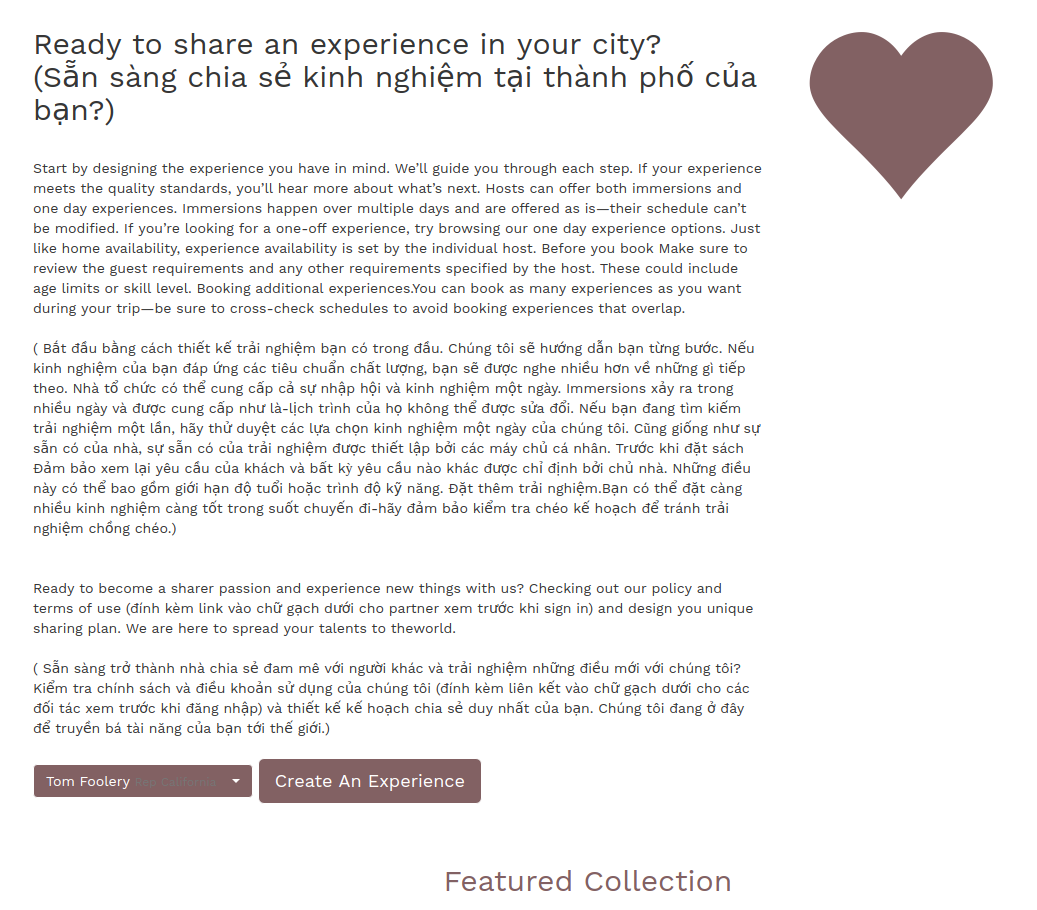 Ready to share an experience in your city?
(Sẵn sàng chia sẻ kinh nghiệm tại thành phố của
bạn?)
Start by designing the experience you have in mind. We’ll guide you through each step. If your experience
meets the quality standards, you’ll hear more about what’s next. Hosts can offer both immersions and
one day experiences. Immersions happen over multiple days and are offered as is—their schedule can’t
be modified. If you’re looking for a one-off experience, try browsing our one day experience options. Just
like home availability, experience availability is set by the individual host. Before you book Make sure to
review the guest requirements and any other requirements specified by the host. These could include
age limits or skill level. Booking additional experiences.You can book as many experiences as you want
during your trip—be sure to cross-check schedules to avoid booking experiences that overlap.
( Bắt đầu bằng cách thiết kế trải nghiệm bạn có trong đầu. Chúng tôi sẽ hướng dẫn bạn từng bước. Nếu
kinh nghiệm của bạn đáp ứng các tiêu chuẩn chất lượng, bạn sẽ được nghe nhiều hơn về những gì tiếp
theo. Nhà tổ chức có thể cung cấp cả sự nhập hội và kinh nghiệm một ngày. Immersions xảy ra trong
nhiều ngày và được cung cấp như là-lịch trình của họ không thể được sửa đổi. Nếu bạn đang tìm kiếm
trải nghiệm một lần, hãy thử duyệt các lựa chọn kinh nghiệm một ngày của chúng tôi. Cũng giống như sự
sẵn có của nhà, sự sẵn có của trải nghiệm được thiết lập bởi các máy chủ cá nhân. Trước khi đặt sách
Đảm bảo xem lại yêu cầu của khách và bất kỳ yêu cầu nào khác được chỉ định bởi chủ nhà. Những điều
này có thể bao gồm giới hạn độ tuổi hoặc trình độ kỹ năng. Đặt thêm trải nghiệm.Bạn có thể đặt càng
nhiều kinh nghiệm càng tốt trong suốt chuyến đi-hãy đảm bảo kiểm tra chéo kế hoạch để tránh trải
nghiệm chồng chéo.)
Ready to become a sharer passion and experience new things with us? Checking out our policy and
terms of use (đính kèm link vào chữ gạch dưới cho partner xem trước khi sign in) and design you unique
sharing plan. We are here to spread your talents to theworld.
( Sẵn sàng trở thành nhà chia sẻ đam mê với người khác và trải nghiệm những điều mới với chúng tôi?
Kiểm tra chính sách và điều khoản sử dụng của chúng tôi (đính kèm liên kết vào chữ gạch dưới cho các
đối tác xem trước khi đăng nhập) và thiết kế kế hoạch chia sẻ duy nhất của bạn. Chúng tôi đang ở đây
để truyền bá tài năng của bạn tới thế giới.)
Tom Foolery California Create An Experience
Featured Collection